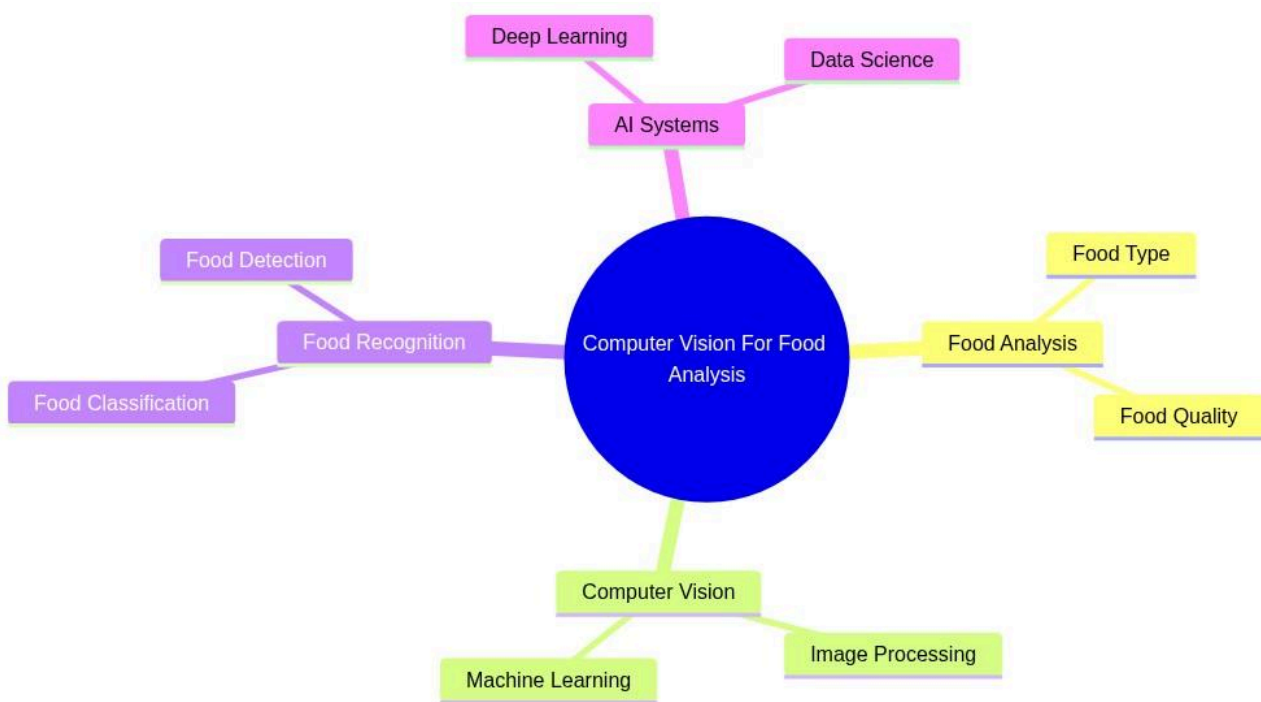 Deep Learning
Data Science
AI Systems
Food Detection
Food Type
Food Recognition
Computer Vision For Food
Analysis
Food Analysis
Food Classification
Food Quality
Computer Vision
Image Processing
Machine Learning